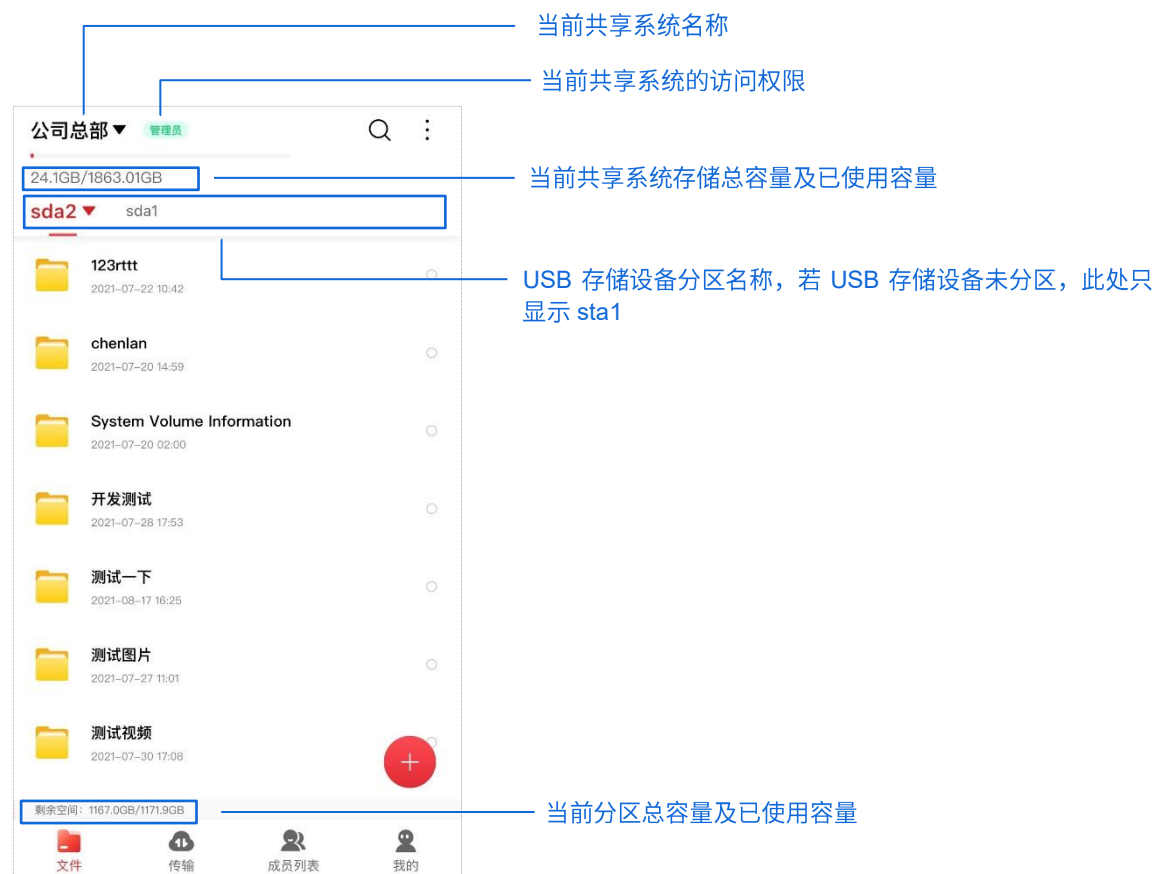 当前共享系统名称
当前共享系统的访问权限
公司总部
管理员
24.1GB/1863.01GB
当前共享系统存储总容量及已使用容量
sda2
sda1
USB 存储设备分区名称，若 USB 存储设备未分区，此处只
显示 sta1
123rttt
2021-07-22 10:42
chenlan
2021-07-20 14:59
System Volume Information
2021-07-20 02:00
开发测试
2021-07-28 17:53
测试一下
2021-08-17 16:25
测试图片
2021-07-27 11:01
测试视频
2021-07-30 17:08
剩余空间：1167.0GB/1171.9GB
当前分区总容量及已使用容量
文件
传输
成员列表
我的